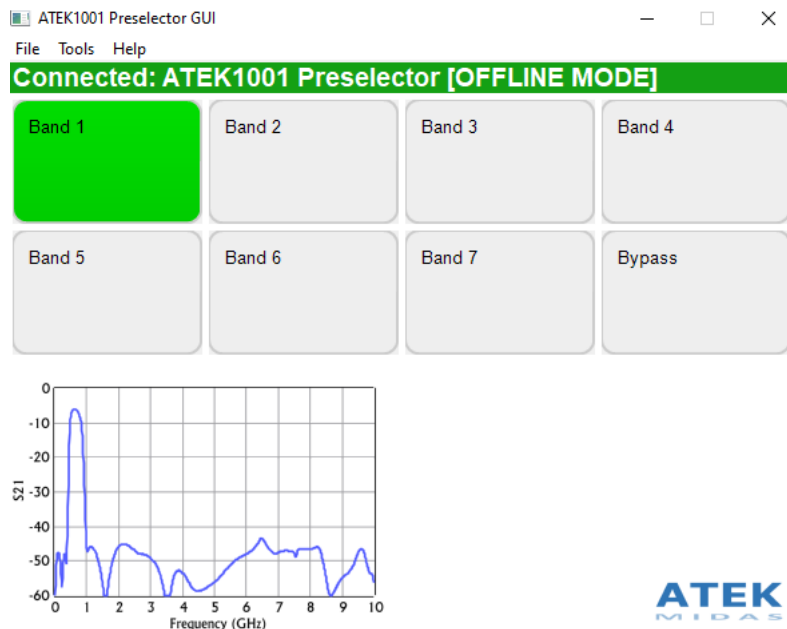 ATEK1001 Preselector GUI
File Tools Help
Connected: ATEK1001 Preselector [OFFLINE MODE]
Band 1 Band 2 Band 3 Band 4
Band 5 Band 6 Band 7 Bypass
0
-10
-20
-30
-40
-50
-60
S21
0 1 2 3 4 5 6 7 8 9 10
Frequency (GHz)
ATEK
MIDAS